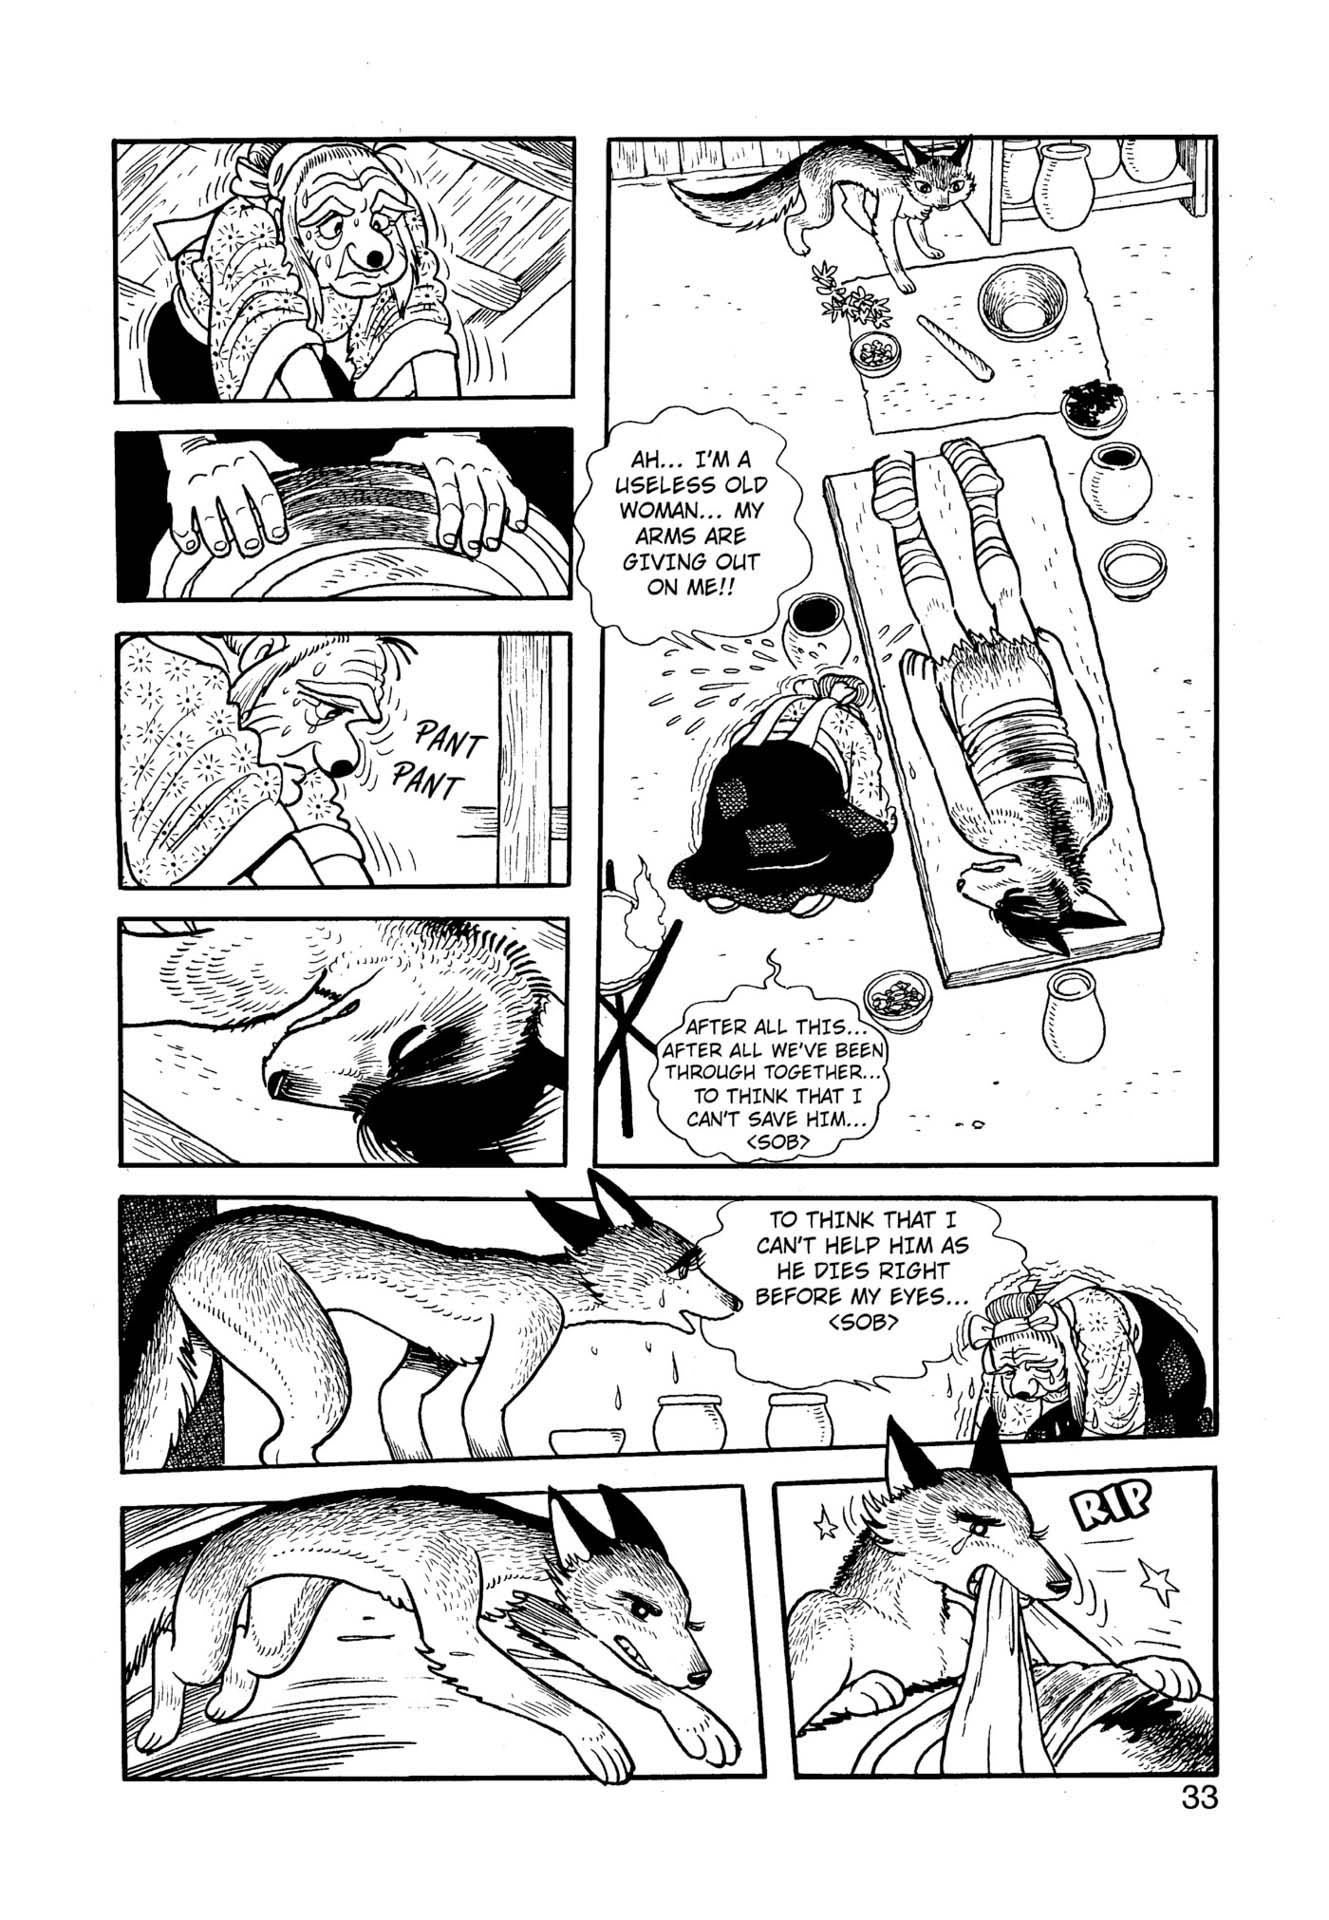 AH... I'M A
USELESS OLD
WOMAN... MY
ARMS ARE
GIVING OUT
ON ME!!
PANT
PANT
AFTER ALL THIS...
AFTER ALL WE'VE BEEN
THROUGH TOGETHER...
TO THINK THAT I
CAN'T SAVE HIM...
<SOB>
TO THINK THAT I
CAN'T HELP HIM AS
HE DIES RIGHT
BEFORE MY EYES...
<SOB>
RIP
33